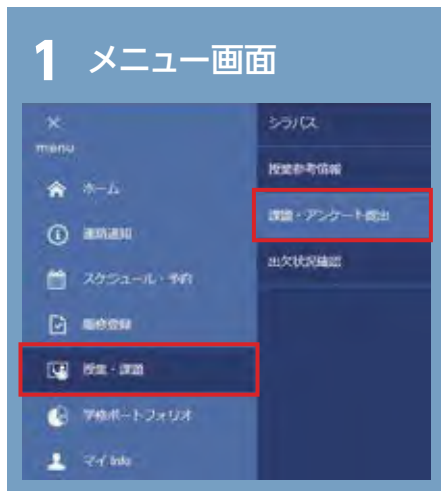 1 メニュー画面
×
menu
ホーム
連絡通知
スケジュール・予約
履修登録
授業・課題
学修ポートフォリオ
マイ Info
シラバス
授業参考情報
課題・アンケート提出
出欠状況確認